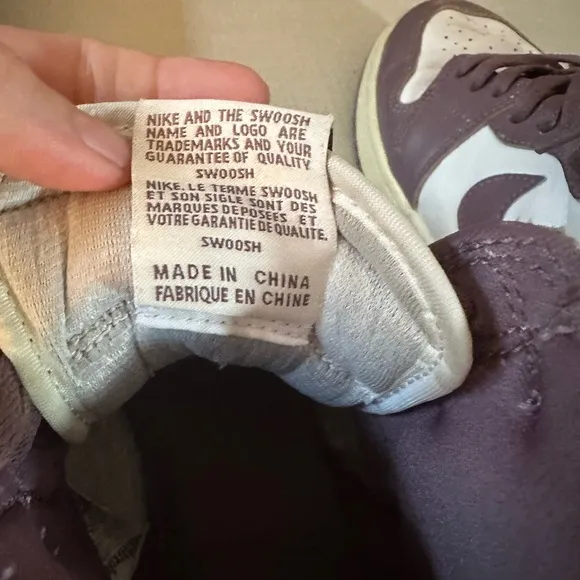 NIKE AND THE SWOOSH
NAME AND LOGO ARE
TRADEMARKS AND YOUR
GUARANTEE OF QUALITY
SWOOSH
NIKE. LE TERME SWOOSH
ET SON SIGLE SONT DES
MARQUES DEPOSEES ET
VOTRE GARANTIE DE QUALITE.
SWOOSH
MADE IN CHINA
FABRIQUE EN CHINE